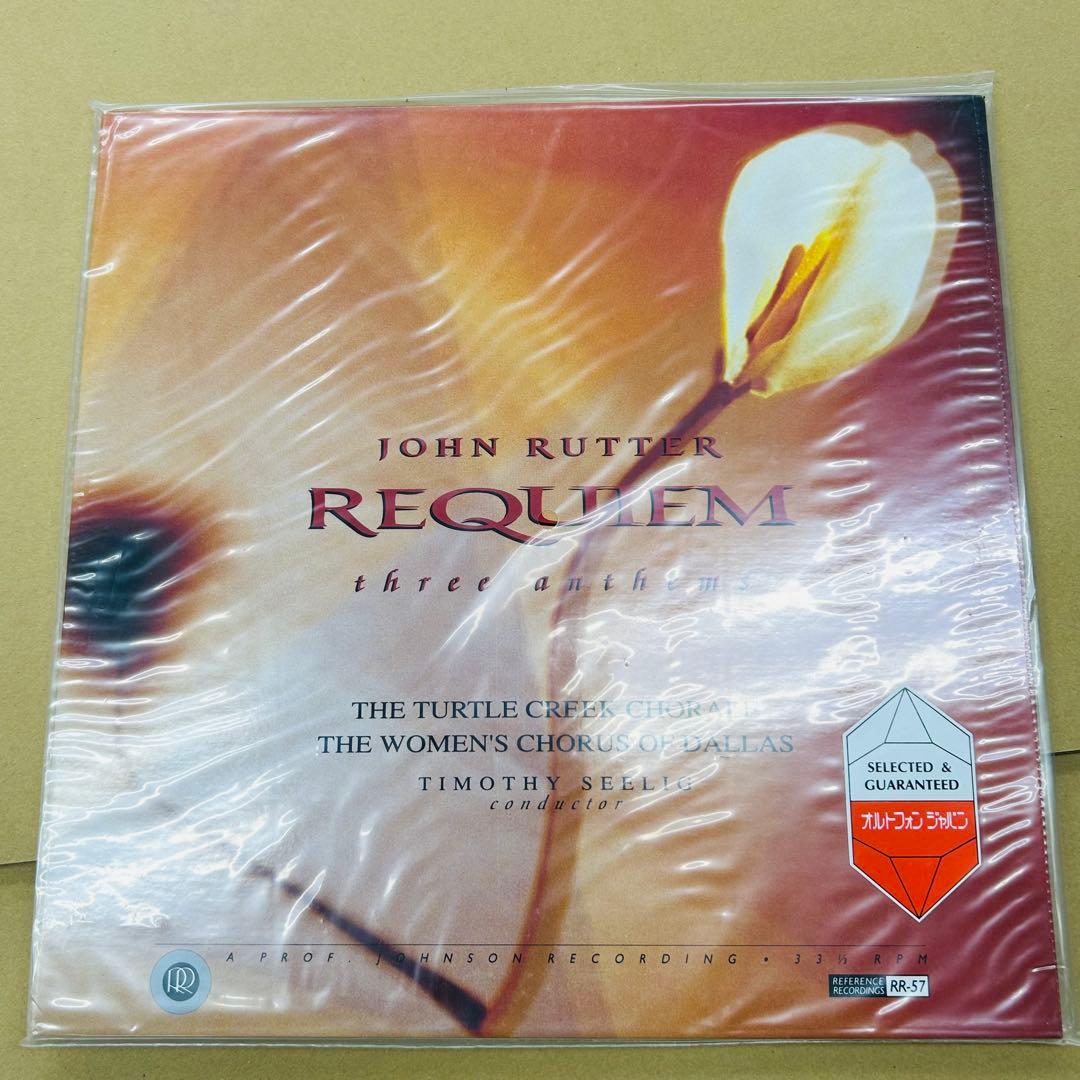 JOHN RUTTER
REQUIEM
three anthems
THE TURTLE CREEK CHORALE
THE WOMEN'S CHORUS OF DALLAS
TIMOTHY SEELIG
conductor
SELECTED &
GUARANTEED
オルトフォン ジャパン
A PROF. JOHNSON RECORDING • 33⅓ RPM
RR
REFERENCE
RECORDINGS
RR-57